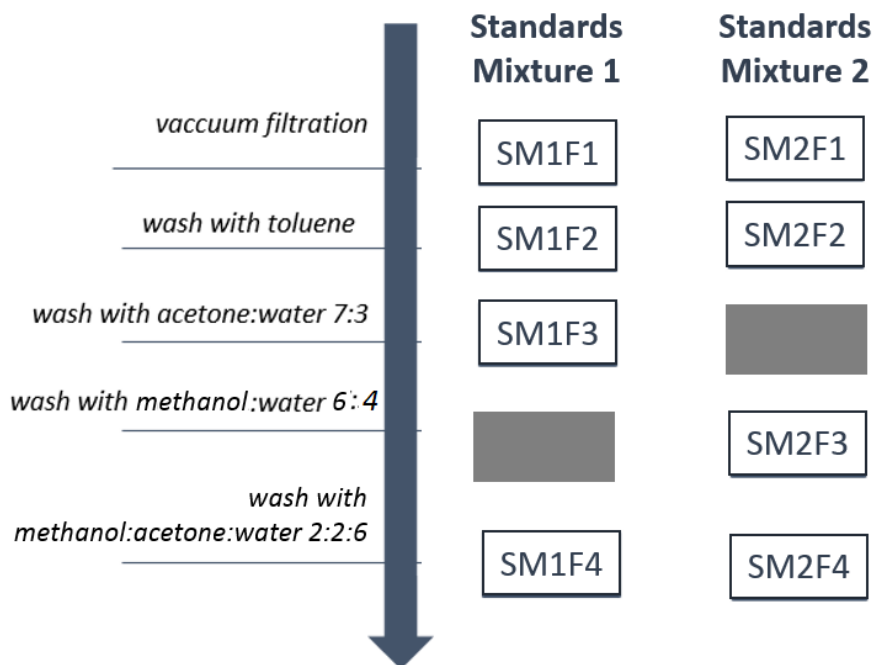 Standards
Mixture 1
Standards
Mixture 2
vaccuum filtration
SM1F1
SM2F1
wash with toluene
SM1F2
SM2F2
wash with acetone:water 7:3
SM1F3
wash with methanol:water 6:4
SM2F3
wash with
methanol:acetone:water 2:2:6
SM1F4
SM2F4